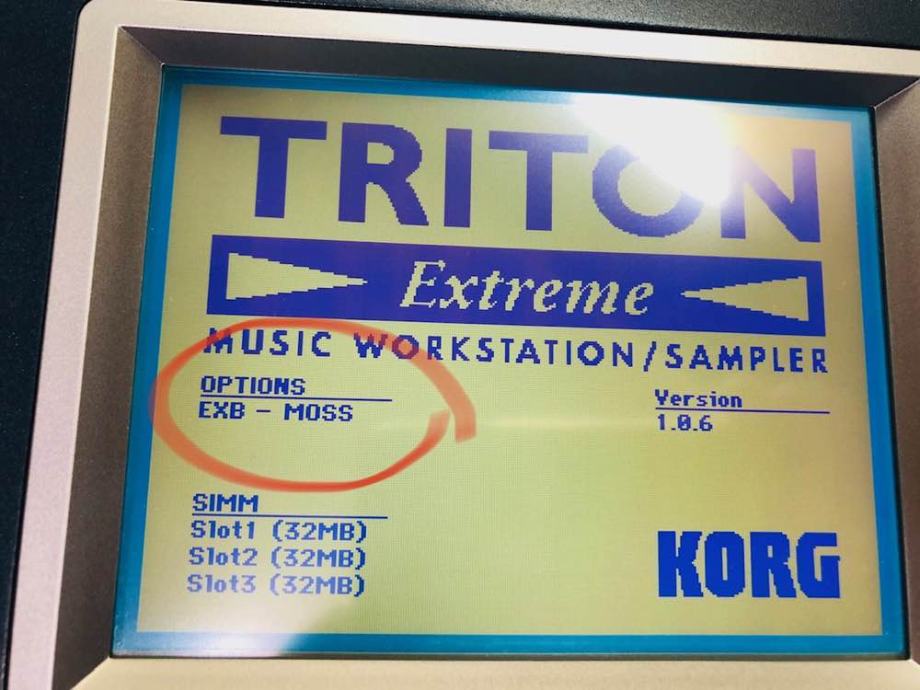 TRITON
Extreme
MUSIC WORKSTATION/SAMPLER
OPTIONS
EXB - MOSS
Version
1.0.6
SIMM
Slot1 (32MB)
Slot2 (32MB)
Slot3 (32MB)
KORG